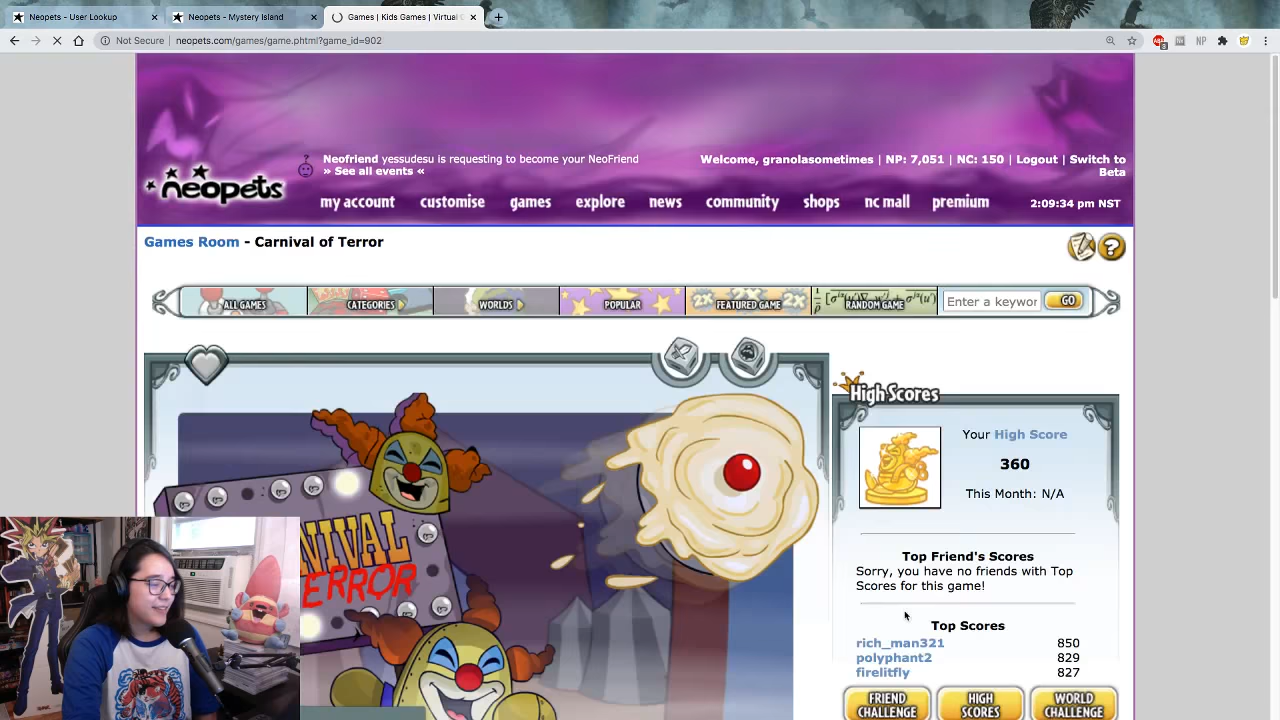 Neopets - User Lookup
Neopets - Mystery Island
Games | Kids Games | Virtual
Not Secure | neopets.com/games/game.phtml?game_id=902
Neofriend yessudesu is requesting to become your NeoFriend
» See all events «
Welcome, granolasometimes | NP: 7,051 | NC: 150 | Logout | Switch to
Beta
neopets
my account
customise
games
explore
news
community
shops
nc mall
premium
2:09:34 pm NST
Games Room - Carnival of Terror
ALL GAMES
CATEGORIES
WORLDS
POPULAR
FEATURED GAME
RANDOM GAME
Enter a keywor
GO
High Scores
Your High Score
360
This Month: N/A
Top Friend's Scores
Sorry, you have no friends with Top
Scores for this game!
Top Scores
rich_man321 850
polyphant2 829
firelitfly 827
FRIEND
CHALLENGE
HIGH
SCORES
WORLD
CHALLENGE
NIVAL
ERROR